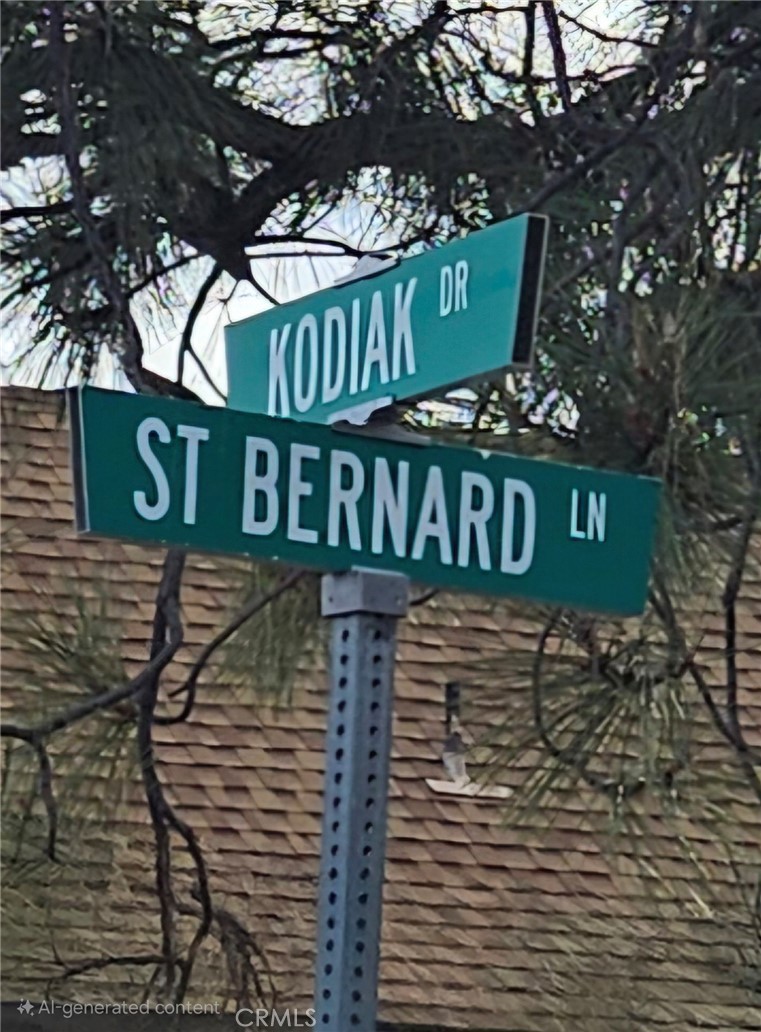 KODIAK DR
ST BERNARD LN
AI-generated content
CRMLS